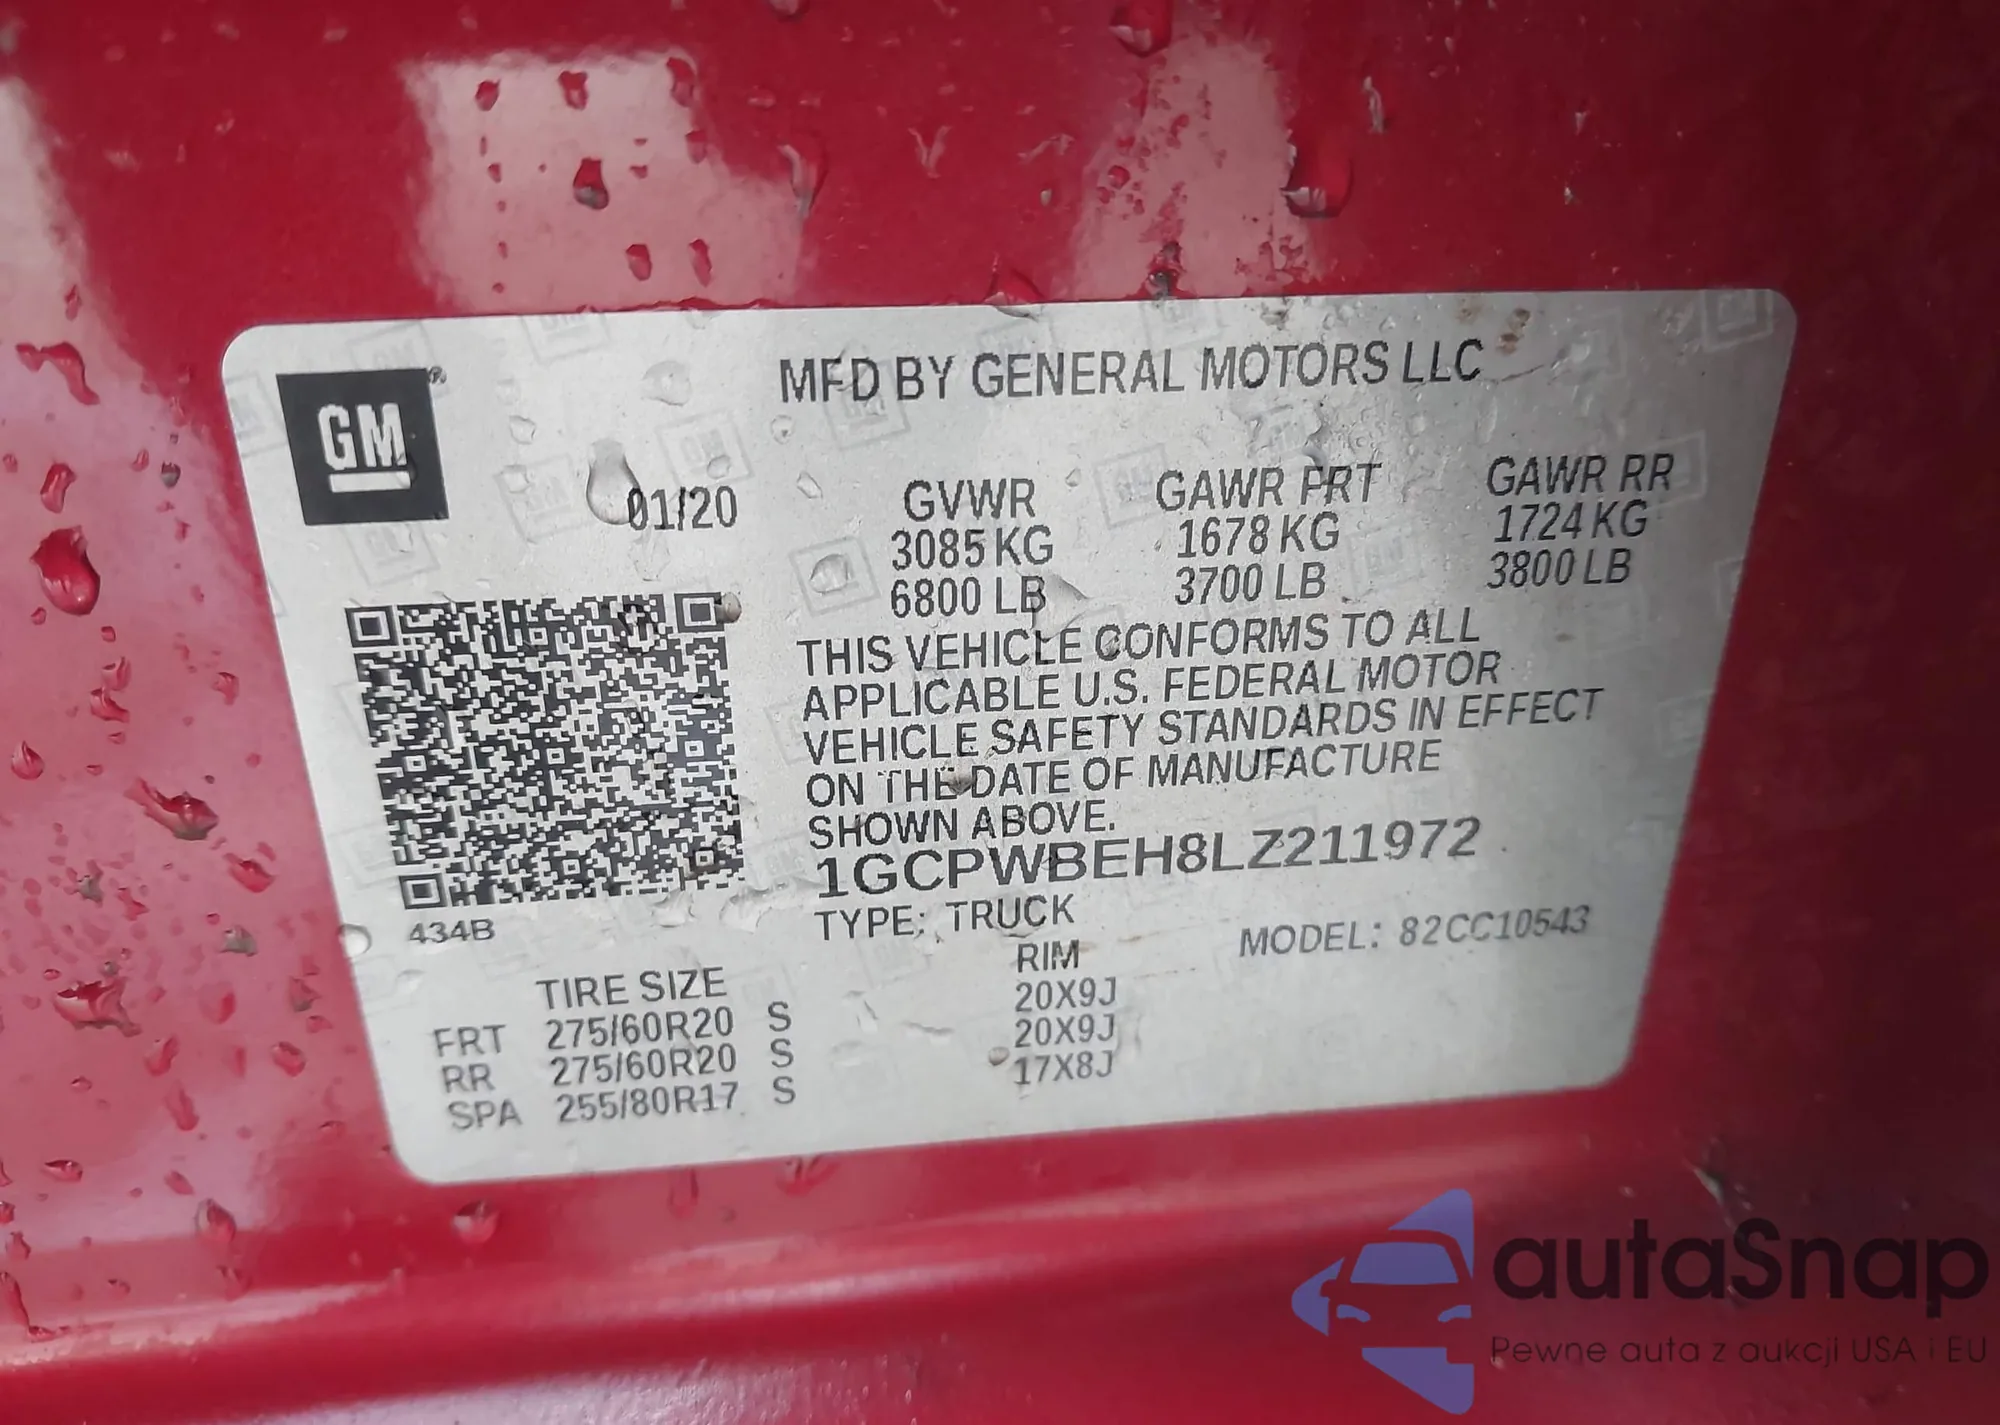 GM
MFD BY GENERAL MOTORS LLC
01/20
GVWR GAWR FRT GAWR RR
3085 KG 1678 KG 1724 KG
6800 LB 3700 LB 3800 LB
THIS VEHICLE CONFORMS TO ALL
APPLICABLE U.S. FEDERAL MOTOR
VEHICLE SAFETY STANDARDS IN EFFECT
ON THE DATE OF MANUFACTURE
SHOWN ABOVE.
1GCPWBEH8LZ211972
434B
TYPE: TRUCK MODEL: 82CC10543
TIRE SIZE RIM
FRT 275/60R20 S 20X9J
RR 275/60R20 S 20X9J
SPA 255/80R17 S 17X8J
autaSnap
Pewne auta z aukcji USA i EU